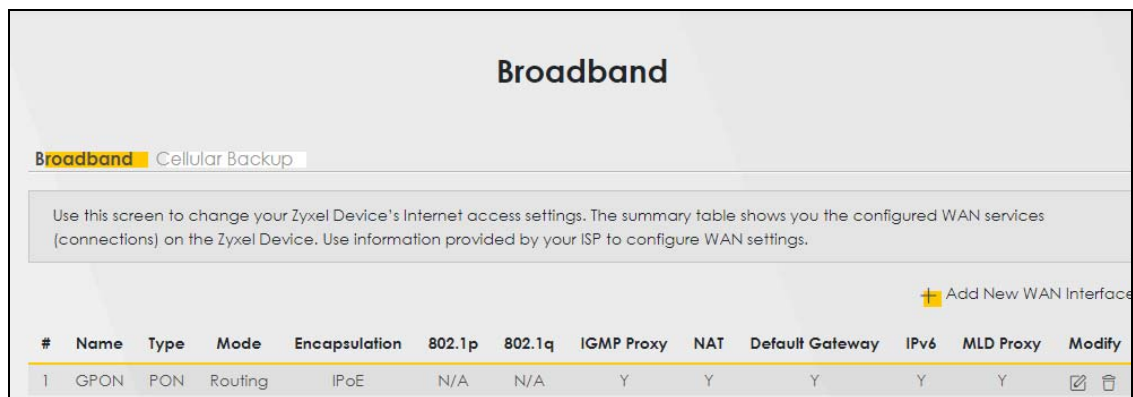 Broadband
Broadband Cellular Backup
Use this screen to change your Zyxel Device's Internet access settings. The summary table shows you the configured WAN services
(connections) on the Zyxel Device. Use information provided by your ISP to configure WAN settings.
+ Add New WAN Interface
# Name Type Mode Encapsulation 802.1p 802.1q IGMP Proxy NAT Default Gateway IPv6 MLD Proxy Modify
1 GPON PON Routing IPoE N/A N/A Y Y Y Y Y